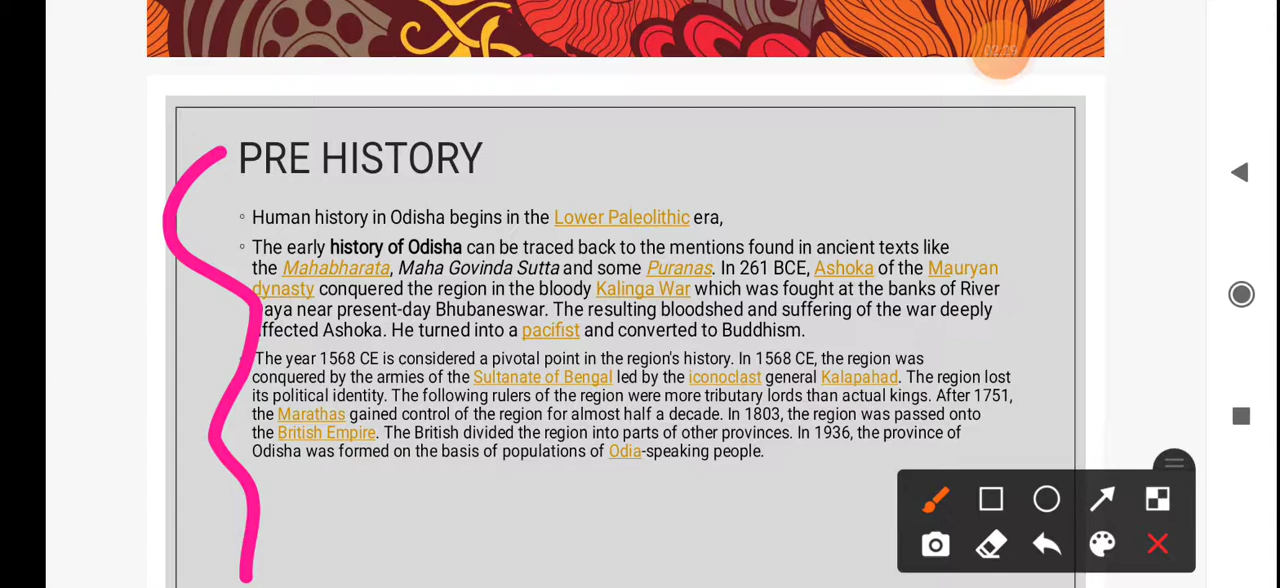 02:29
PRE HISTORY
Human history in Odisha begins in the Lower Paleolithic era,
The early history of Odisha can be traced back to the mentions found in ancient texts like
the Mahabharata, Maha Govinda Sutta and some Puranas. In 261 BCE, Ashoka of the Mauryan
dynasty conquered the region in the bloody Kalinga War which was fought at the banks of River
aya near present-day Bhubaneswar. The resulting bloodshed and suffering of the war deeply
ffected Ashoka. He turned into a pacifist and converted to Buddhism.
The year 1568 CE is considered a pivotal point in the region's history. In 1568 CE, the region was
conquered by the armies of the Sultanate of Bengal led by the iconoclast general Kalapahad. The region lost
its political identity. The following rulers of the region were more tributary lords than actual kings. After 1751,
the Marathas gained control of the region for almost half a decade. In 1803, the region was passed onto
the British Empire. The British divided the region into parts of other provinces. In 1936, the province of
Odisha was formed on the basis of populations of Odia-speaking people.